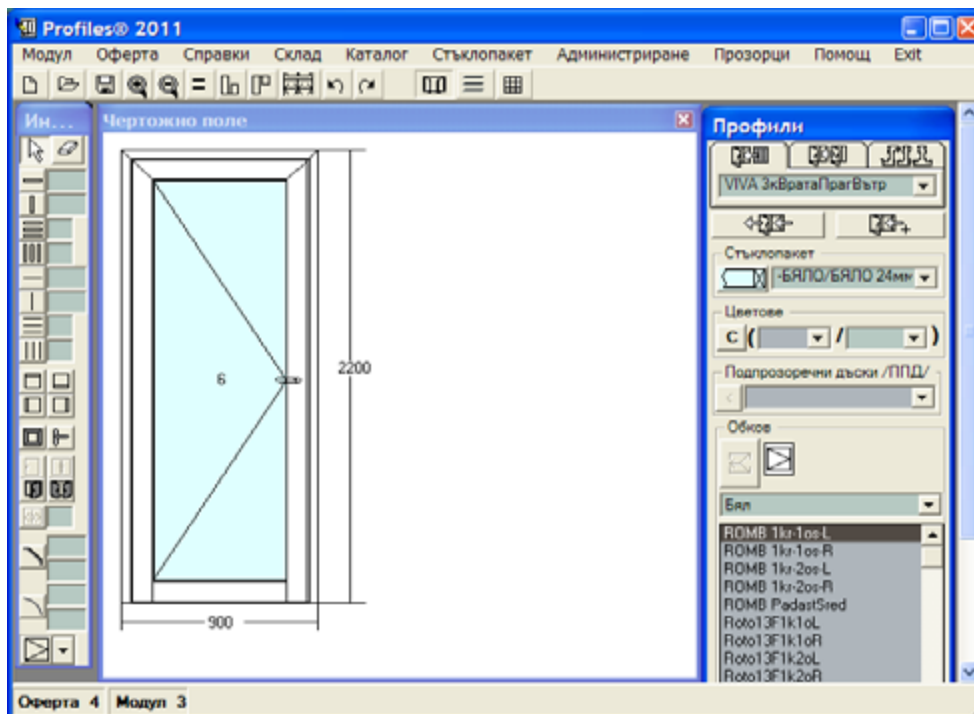 Profiles® 2011
Модул Оферта Справки Склад Каталог Стъклопакет Администриране Прозорци Помощ Exit
Ин...
Чертожно поле
Профили
VIVA 3кВратаПрагВътр
Стъклопакет
-БЯЛО/БЯЛО 24мм
Цветове
C ( / )
Подпрозоречни дъски /ППД/
Обков
Бял
ROMB 1kr-1os-L
ROMB 1kr-1os-R
ROMB 1kr-2os-L
ROMB 1kr-2os-R
ROMB PadastSred
Roto13F1k1oL
Roto13F1k1oR
Roto13F1k2oL
Roto13F1k2oR
6
2200
900
Оферта 4 Модул 3